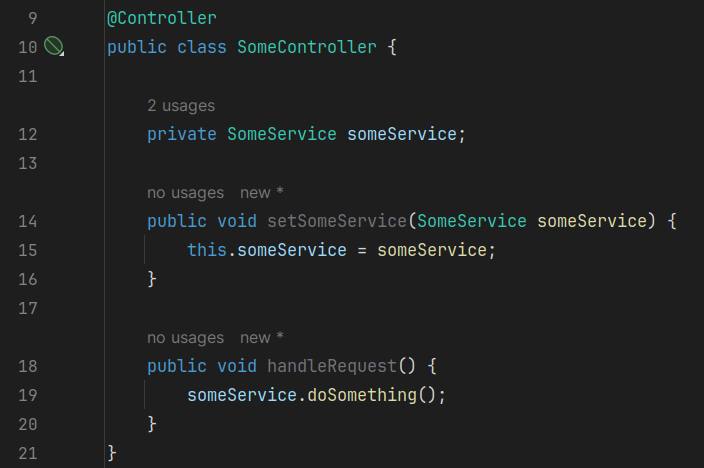 9 @Controller
10 public class SomeController {
11
2 usages
12 private SomeService someService;
13
no usages new *
14 public void setSomeService(SomeService someService) {
15 this.someService = someService;
16 }
17
no usages new *
18 public void handleRequest() {
19 someService.doSomething();
20 }
21 }